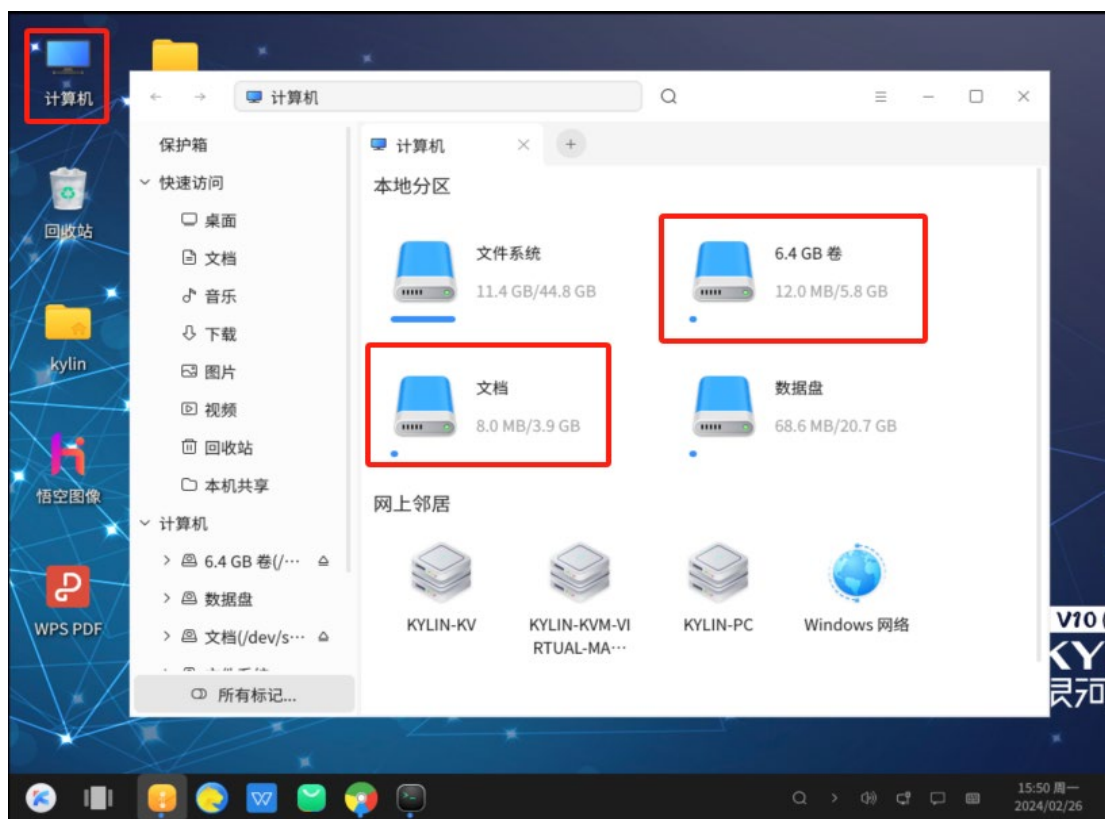 计算机
计算机
回收站
kylin
悟空图像
WPS PDF
保护箱
快速访问
桌面
文档
音乐
下载
图片
视频
回收站
本机共享
计算机
6.4 GB 卷(/···
数据盘
文档(/dev/s···
所有标记...
计算机
本地分区
文件系统
11.4 GB/44.8 GB
6.4 GB 卷
12.0 MB/5.8 GB
文档
8.0 MB/3.9 GB
数据盘
68.6 MB/20.7 GB
网上邻居
KYLIN-KV
KYLIN-KVM-VI
RTUAL-MA···
KYLIN-PC
Windows 网络
V10
KY
15:50 周一
2024/02/26